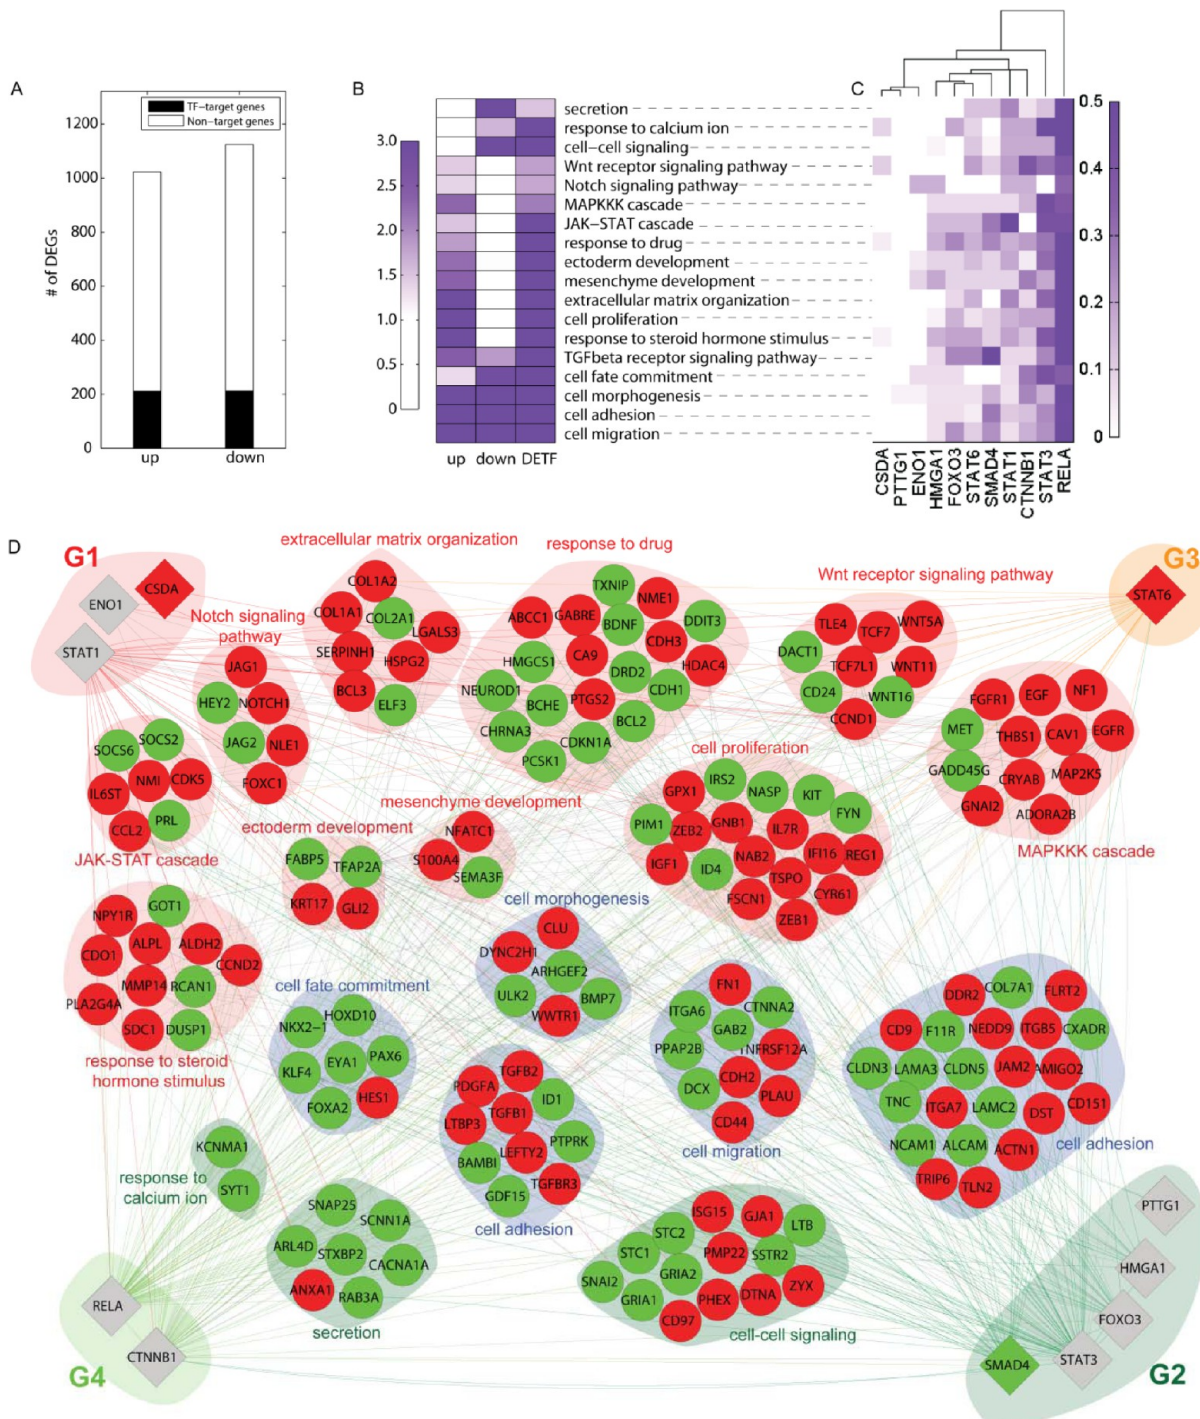 A
TF-target genes
Non-target genes
1200
1000
800
600
400
200
0
# of DEGs
up
down
B
3.0
2.5
2.0
1.5
1.0
0.5
0
secretion
response to calcium ion
cell-cell signaling
Wnt receptor signaling pathway
Notch signaling pathway
MAPKKK cascade
JAK-STAT cascade
response to drug
ectoderm development
mesenchyme development
extracellular matrix organization
cell proliferation
response to steroid hormone stimulus
TGFbeta receptor signaling pathway
cell fate commitment
cell morphogenesis
cell adhesion
cell migration
up down DETF
C
0.5
0.4
0.3
0.2
0.1
0
CSDA
PTTG1
ENO1
HMGA1
FOXO3
STAT6
SMAD4
STAT1
CTNNB1
STAT3
RELA
D
G1
CSDA
ENO1
STAT1
Notch signaling
pathway
JAG1
HEY2
NOTCH1
JAG2
NLE1
FOXC1
extracellular matrix organization
COL1A2
COL1A1
COL2A1
LGALS3
SERPINH1
HSPG2
BCL3
ELF3
response to drug
TXNIP
NME1
ABCC1
GABRE
BDNF
DDIT3
CDH3
HMGCS1
CA9
DRD2
HDAC4
NEUROD1
BCHE
PTGS2
CDH1
CHRNA3
BCL2
CDKN1A
PCSK1
Wnt receptor signaling pathway
TLE4
TCF7
WNT5A
DACT1
TCF7L1
WNT11
CD24
WNT16
CCND1
G3
STAT6
FGFR1
EGF
NF1
MET
THBS1
CAV1
EGFR
GADD45G
CRYAB
MAP2K5
GNAI2
ADORA2B
MAPKKK cascade
SOCS6
SOCS2
NMI
CDK5
IL6ST
CCL2
PRL
JAK-STAT cascade
ectoderm development
FABP5
TFAP2A
KRT17
GLI2
mesenchyme development
NFATC1
S100A4
SEMA3F
cell proliferation
IRS2
NASP
GPX1
KIT
FYN
PIM1
ZEB2
GNB1
IL7R
IGF1
ID4
NAB2
IFI16
EREG1
TSPO
FSCN1
CYR61
ZEB1
NPY1R
GOT1
CDO1
ALPL
ALDH2
CCND2
MMP14
RCAN1
PLA2G4A
SDC1
DUSP1
response to steroid
hormone stimulus
cell fate commitment
HOXD10
NKX2-1
EYA1
PAX6
KLF4
FOXA2
HES1
cell morphogenesis
CLU
DYNC2H1
ARHGEF2
ULK2
BMP7
WWTR1
FN1
ITGA6
CTNNA2
GAB2
PPAP2B
TNFRSF12A
CDH2
DCX
PLAU
CD44
cell migration
DDR2
COL7A1
FLRT2
CD9
F11R
NEDD9
ITGB5
CXADR
CLDN3
LAMA3
CLDN5
JAM2
AMIGO2
TNC
ITGA7
LAMC2
DST
CD151
NCAM1
ALCAM
ACTN1
TRIP6
TLN2
cell adhesion
TGFB2
PDGFA
ID1
LTBP3
TGFB1
PTPRK
BAMBI
LEFTY2
TGFBR3
GDF15
cell adhesion
KCNMA1
SYT1
response to
calcium ion
SNAP25
SCNN1A
ARL4D
STXBP2
CACNA1A
ANXA1
RAB3A
secretion
ISG15
GJA1
LTB
STC2
STC1
PMP22
SSTR2
SNAI2
GRIA2
GRIA1
PHEX
DTNA
ZYX
CD97
cell-cell signaling
RELA
CTNNB1
G4
PTTG1
HMGA1
FOXO3
STAT3
SMAD4
G2